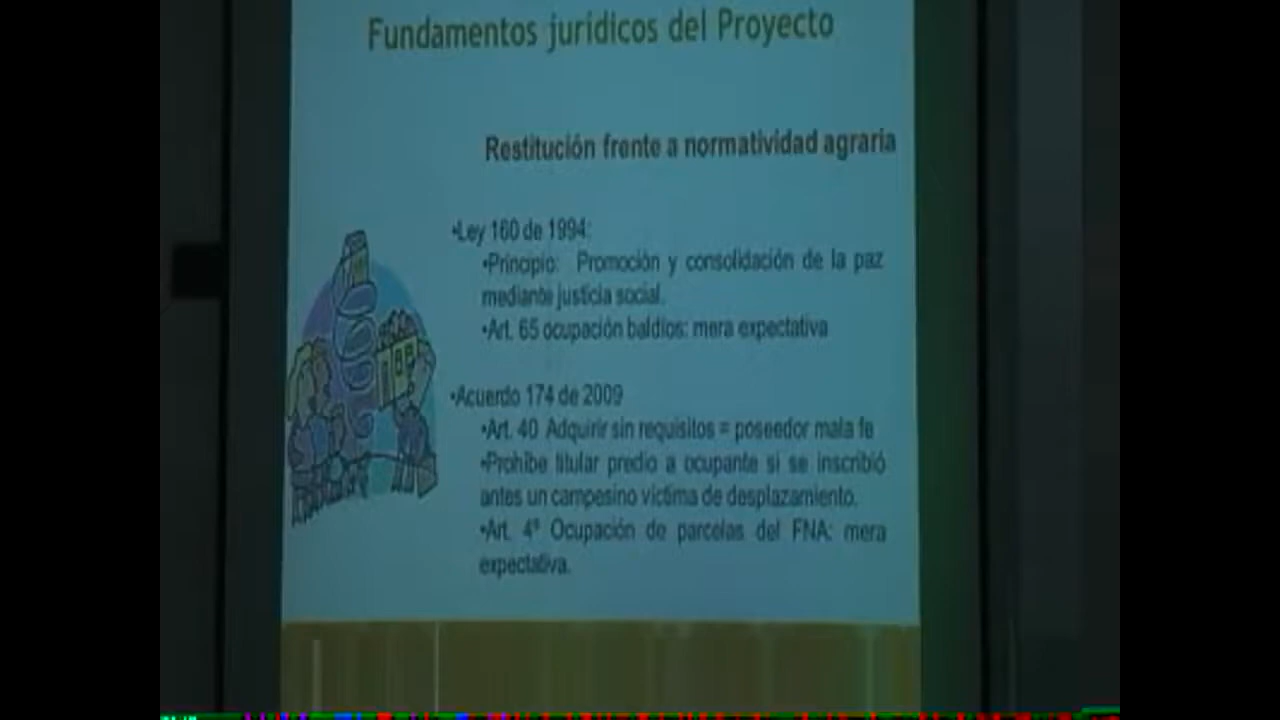 Fundamentos jurídicos del Proyecto
Restitución frente a normatividad agraria
•Ley 160 de 1994:
•Principio: Promoción y consolidación de la paz
mediante justicia social.
•Art. 65 ocupación baldíos: mera expectativa
•Acuerdo 174 de 2009
•Art. 40 Adquirir sin requisitos = poseedor mala fe
•Prohíbe titular predio a ocupante si se inscribió
antes un campesino víctima de desplazamiento.
•Art. 4º Ocupación de parcelas del FNA: mera
expectativa.